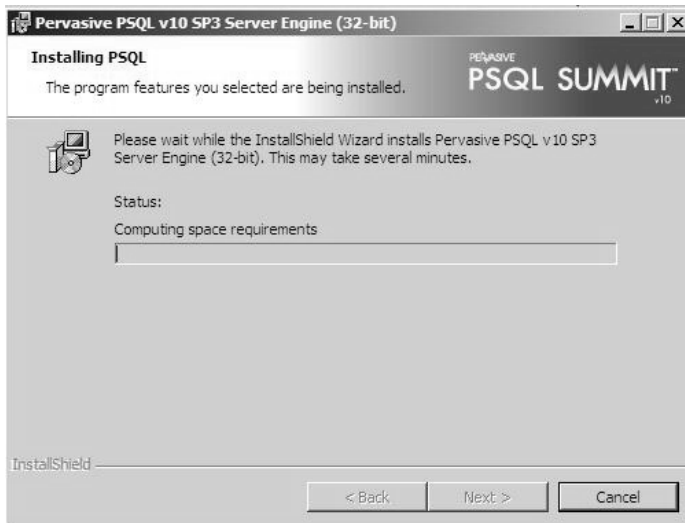 Pervasive PSQL v10 SP3 Server Engine (32-bit)
Installing PSQL
The program features you selected are being installed.
PERVASIVE
PSQL SUMMIT™
v10
Please wait while the InstallShield Wizard installs Pervasive PSQL v10 SP3
Server Engine (32-bit). This may take several minutes.
Status:
Computing space requirements
InstallShield
< Back
Next >
Cancel